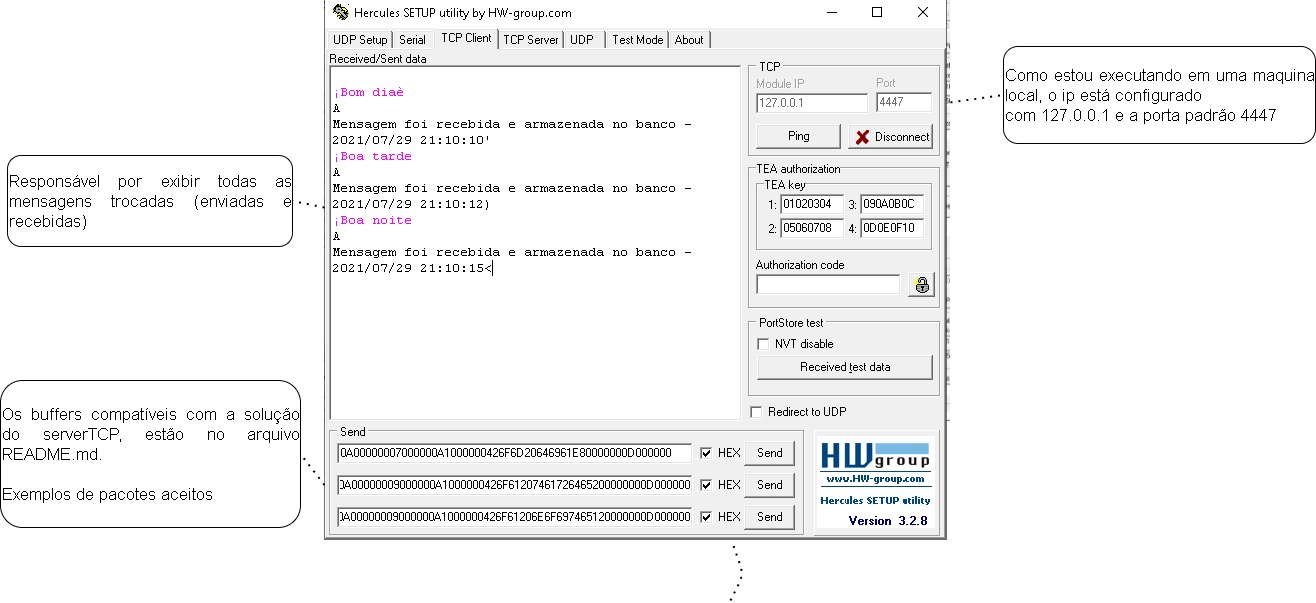 Hercules SETUP utility by HW-group.com
UDP Setup Serial TCP Client TCP Server UDP Test Mode About
Received/Sent data
¡Bom diaè
A
Mensagem foi recebida e armazenada no banco -
2021/07/29 21:10:10'
¡Boa tarde
A
Mensagem foi recebida e armazenada no banco -
2021/07/29 21:10:12)
¡Boa noite
A
Mensagem foi recebida e armazenada no banco -
2021/07/29 21:10:15<
TCP
Module IP Port
127.0.0.1 4447
Ping Disconnect
TEA authorization
TEA key
1: 01020304 3: 090A0B0C
2: 05060708 4: 0D0E0F10
Authorization code
PortStore test
NVT disable
Received test data
Redirect to UDP
Send
0A00000007000000A1000000426F6D20646961E80000000D000000 HEX Send
0A00000009000000A1000000426F61207461726465200000000D000000 HEX Send
0A00000009000000A1000000426F61206E6F697465120000000D000000 HEX Send
HW group
www.HW-group.com
Hercules SETUP utility
Version 3.2.8
Como estou executando em uma maquina
local, o ip está configurado
com 127.0.0.1 e a porta padrão 4447
Responsável por exibir todas as
mensagens trocadas (enviadas e
recebidas)
Os buffers compatíveis com a solução
do serverTCP, estão no arquivo
README.md.
Exemplos de pacotes aceitos